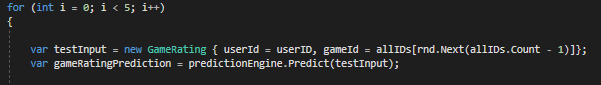 for (int i = 0; i < 5; i++)
{
var testInput = new GameRating { userId = userID, gameId = allIDs[rnd.Next(allIDs.Count - 1)]};
var gameRatingPrediction = predictionEngine.Predict(testInput);